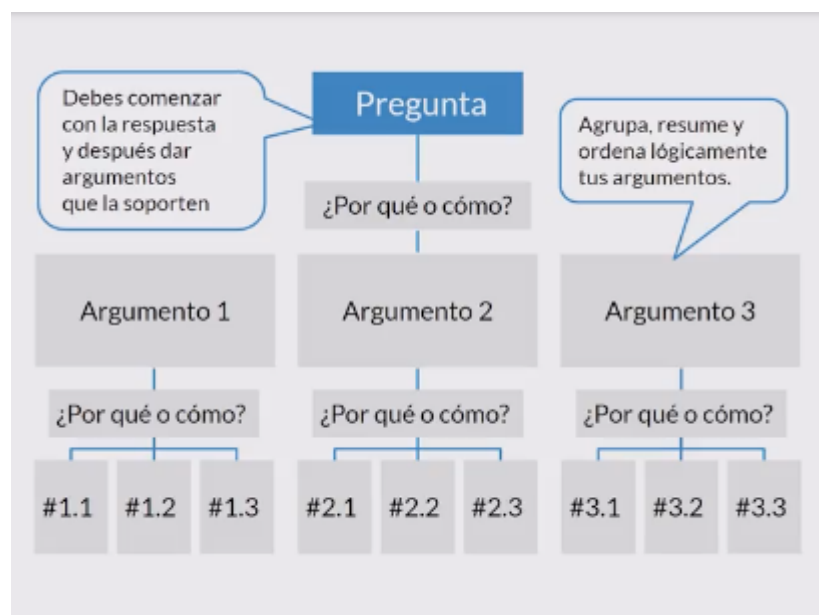 Debes comenzar
con la respuesta
y después dar
argumentos
que la soporten
Pregunta
Agrupa, resume y
ordena lógicamente
tus argumentos.
¿Por qué o cómo?
Argumento 1
Argumento 2
Argumento 3
¿Por qué o cómo?
¿Por qué o cómo?
¿Por qué o cómo?
#1.1
#1.2
#1.3
#2.1
#2.2
#2.3
#3.1
#3.2
#3.3